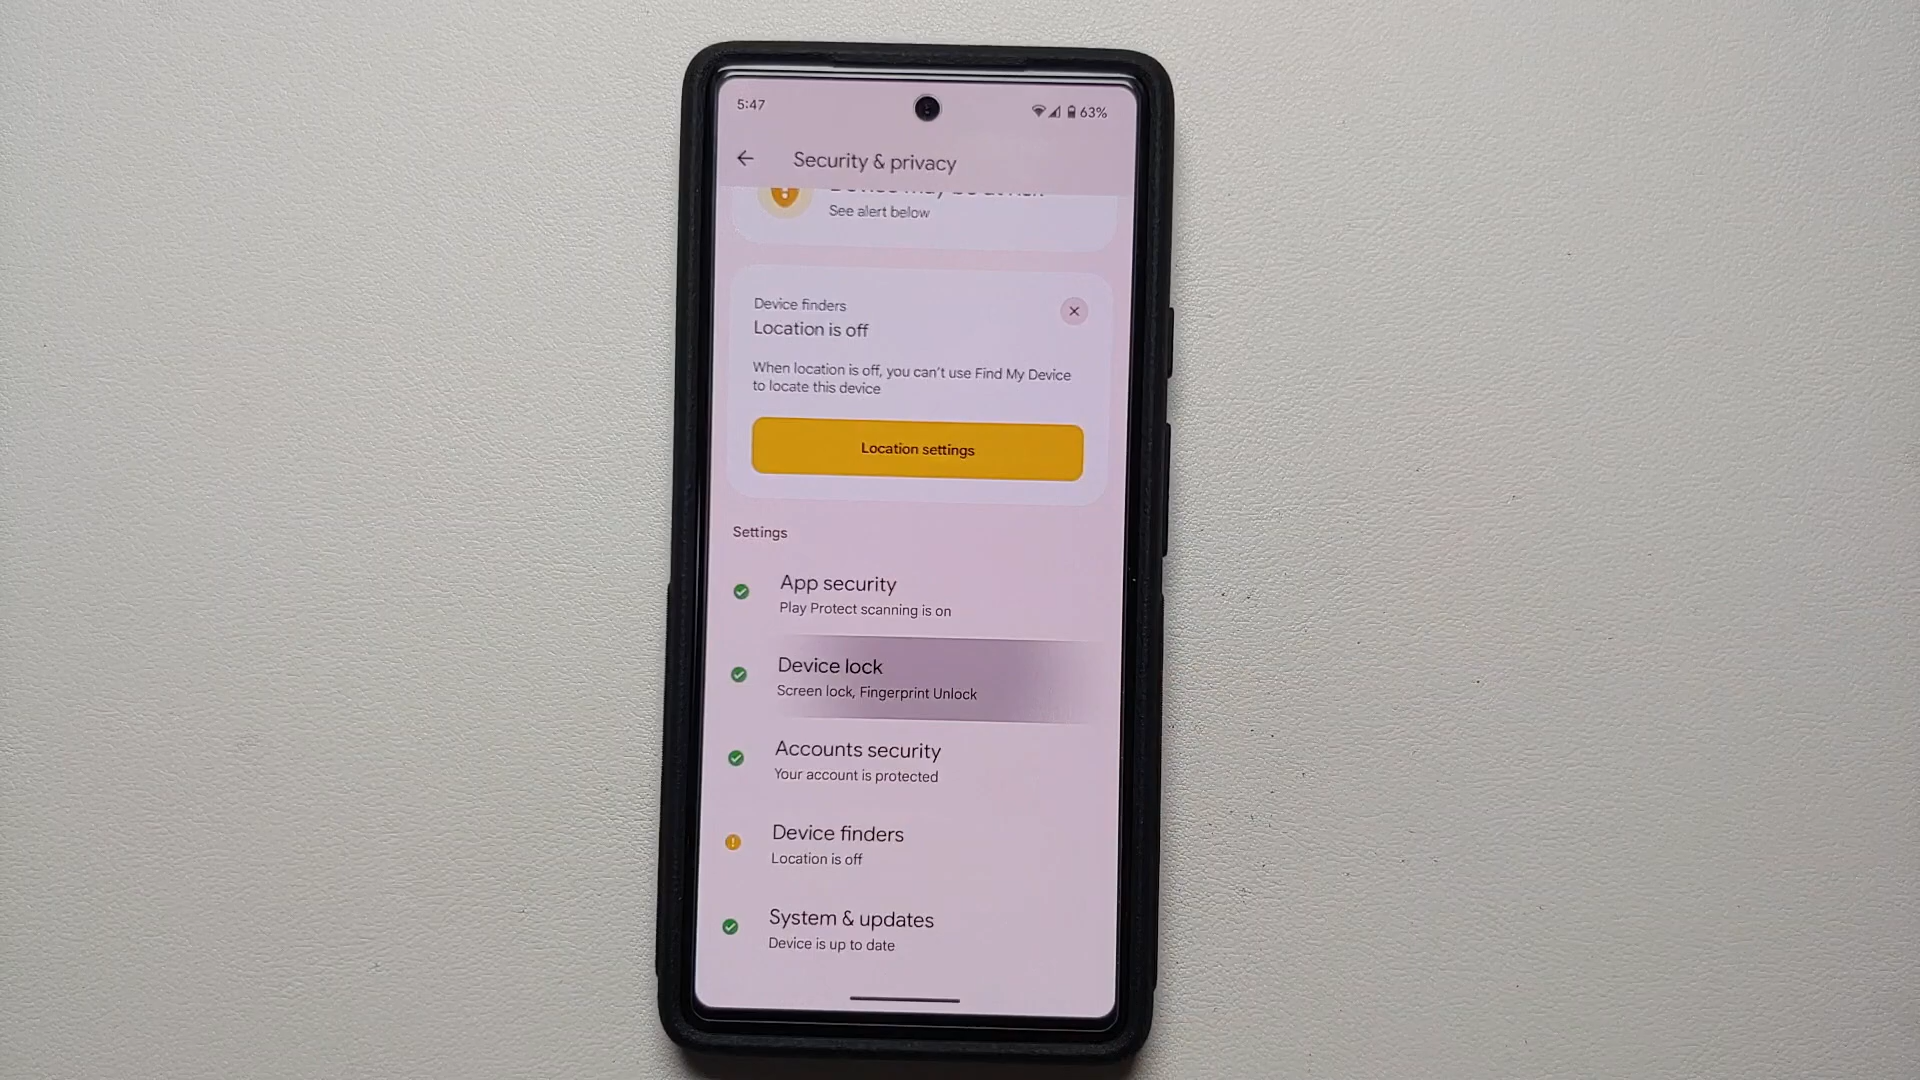 5:47
63%
Security & privacy
See alert below
Device finders
Location is off
When location is off, you can't use Find My Device
to locate this device
Location settings
Settings
App security
Play Protect scanning is on
Device lock
Screen lock, Fingerprint Unlock
Accounts security
Your account is protected
Device finders
Location is off
System & updates
Device is up to date